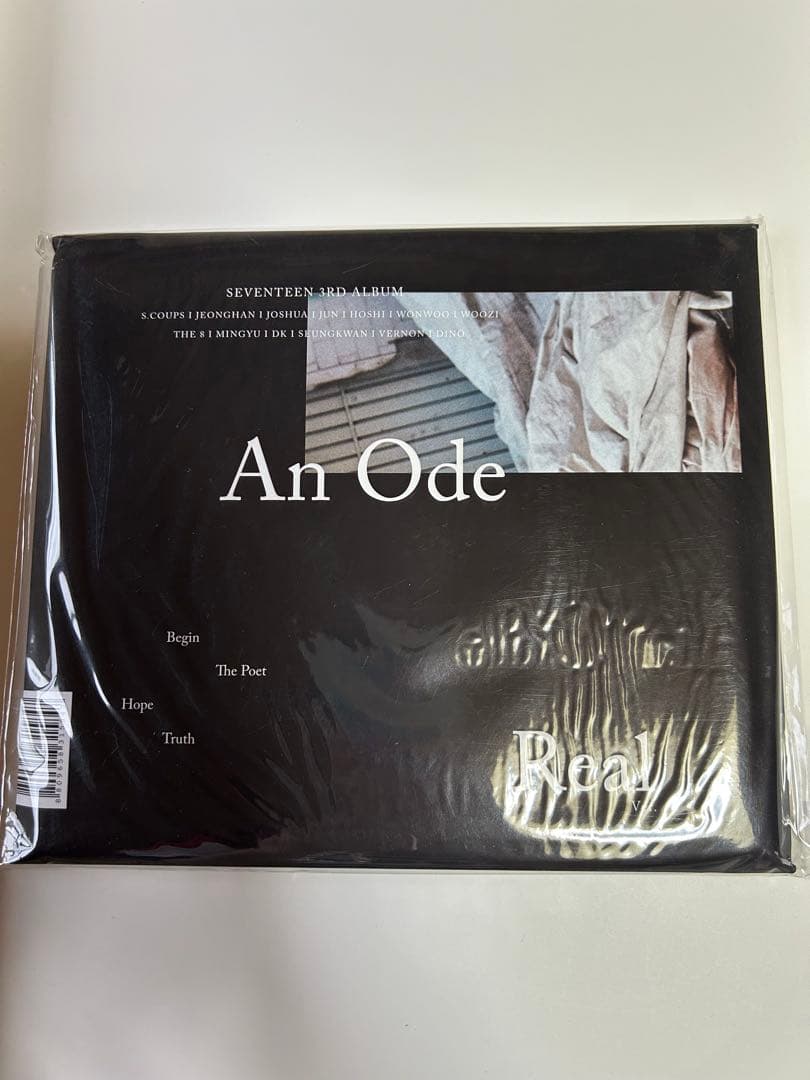 SEVENTEEN 3RD ALBUM
S.COUPS I JEONGHAN I JOSHUA I JUN I HOSHI I WONWOO I WOOZI
THE 8 I MINGYU I DK I SEUNGKWAN I VERNON I DINO
An Ode
Begin
The Poet
Hope
Truth
Real